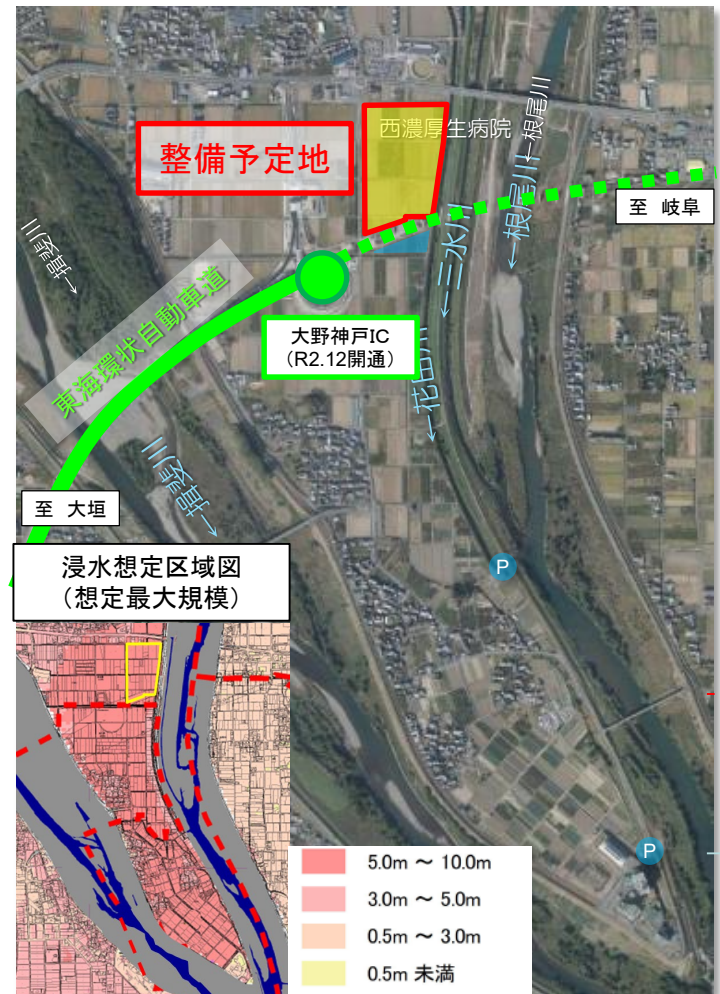 西濃厚生病院
整備予定地
←根尾川
←根尾川
至 岐阜
←三水川
←揖斐川
大野神戸IC
(R2.12開通)
東海環状自動車道
←花田川
←揖斐川
至 大垣
浸水想定区域図
(想定最大規模)
P
P
5.0m ~ 10.0m
3.0m ~ 5.0m
0.5m ~ 3.0m
0.5m 未満